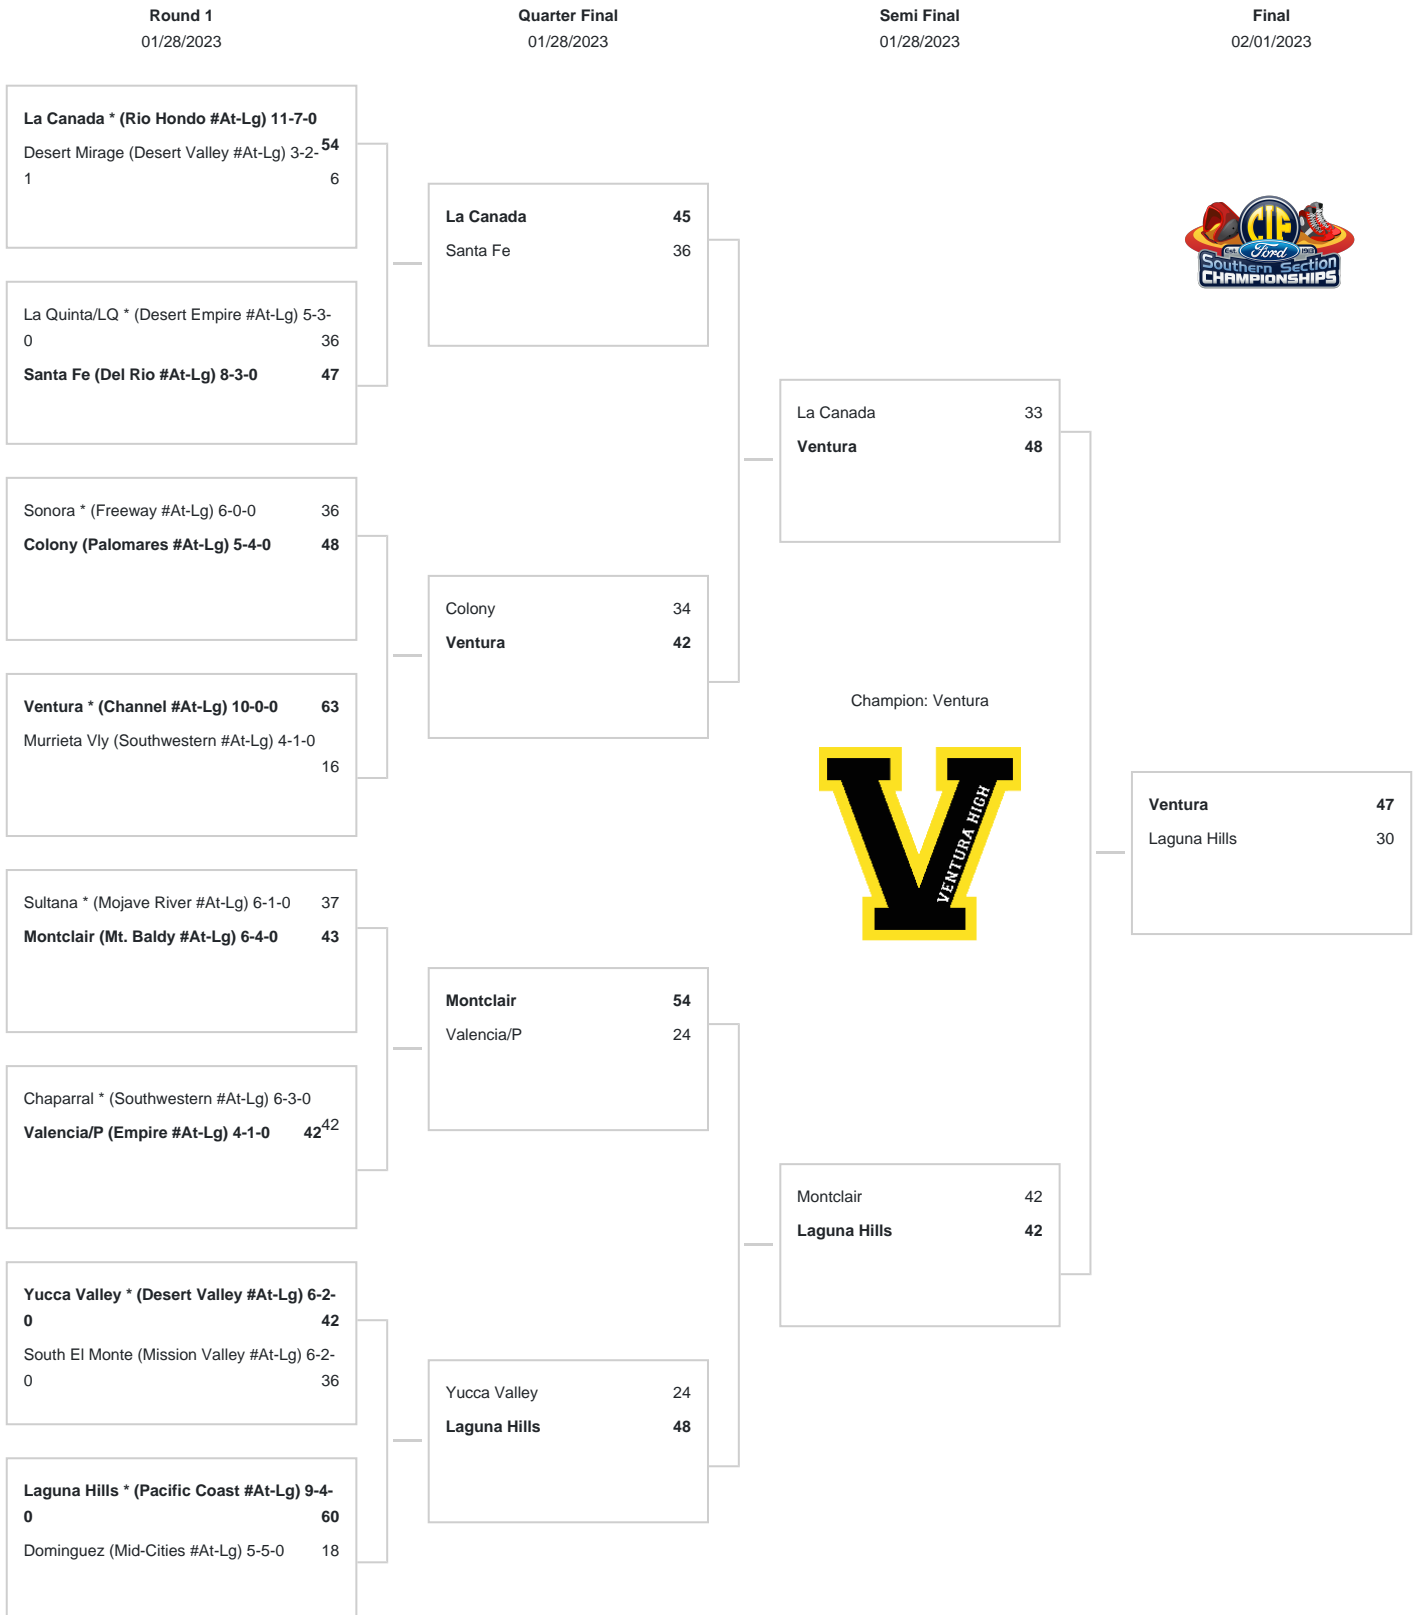 Round 1
01/28/2023
Quarter Final
01/28/2023
Semi Final
01/28/2023
Final
02/01/2023
La Canada * (Rio Hondo #At-Lg) 11-7-0
54
Desert Mirage (Desert Valley #At-Lg) 3-2-
1 6
La Quinta/LQ * (Desert Empire #At-Lg) 5-3-
0 36
Santa Fe (Del Rio #At-Lg) 8-3-0 47
Sonora * (Freeway #At-Lg) 6-0-0 36
Colony (Palomares #At-Lg) 5-4-0 48
Ventura * (Channel #At-Lg) 10-0-0 63
Murrieta Vly (Southwestern #At-Lg) 4-1-0
16
Sultana * (Mojave River #At-Lg) 6-1-0 37
Montclair (Mt. Baldy #At-Lg) 6-4-0 43
Chaparral * (Southwestern #At-Lg) 6-3-0
42
Valencia/P (Empire #At-Lg) 4-1-0 42
Yucca Valley * (Desert Valley #At-Lg) 6-2-
0 42
South El Monte (Mission Valley #At-Lg) 6-2-
0 36
Laguna Hills * (Pacific Coast #At-Lg) 9-4-
0 60
Dominguez (Mid-Cities #At-Lg) 5-5-0 18
La Canada 45
Santa Fe 36
Colony 34
Ventura 42
Montclair 54
Valencia/P 24
Yucca Valley 24
Laguna Hills 48
La Canada 33
Ventura 48
Champion: Ventura
V
VENTURA HIGH
Montclair 42
Laguna Hills 42
CIF
Est. Ford 1913
Southern Section
CHAMPIONSHIPS
Ventura 47
Laguna Hills 30